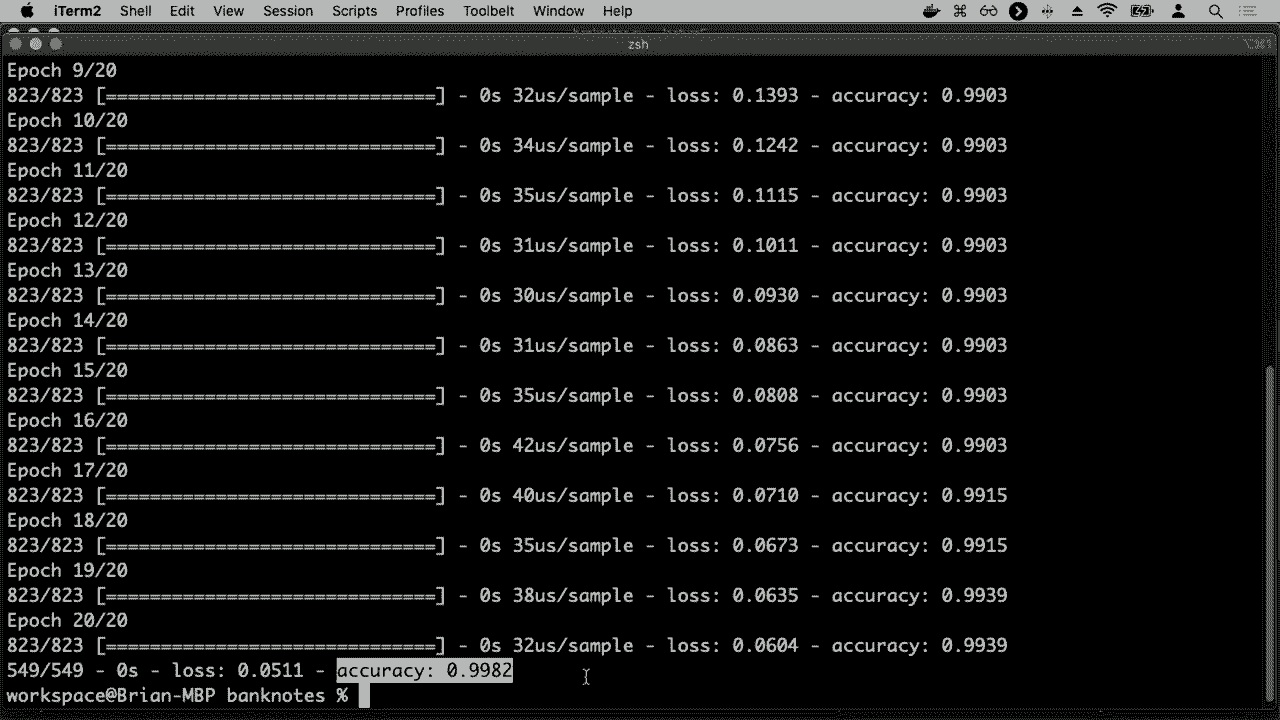 iTerm2 Shell Edit View Session Scripts Profiles Toolbelt Window Help
zsh
Epoch 9/20
823/823 [==============================] - 0s 32us/sample - loss: 0.1393 - accuracy: 0.9903
Epoch 10/20
823/823 [==============================] - 0s 34us/sample - loss: 0.1242 - accuracy: 0.9903
Epoch 11/20
823/823 [==============================] - 0s 35us/sample - loss: 0.1115 - accuracy: 0.9903
Epoch 12/20
823/823 [==============================] - 0s 31us/sample - loss: 0.1011 - accuracy: 0.9903
Epoch 13/20
823/823 [==============================] - 0s 30us/sample - loss: 0.0930 - accuracy: 0.9903
Epoch 14/20
823/823 [==============================] - 0s 31us/sample - loss: 0.0863 - accuracy: 0.9903
Epoch 15/20
823/823 [==============================] - 0s 35us/sample - loss: 0.0808 - accuracy: 0.9903
Epoch 16/20
823/823 [==============================] - 0s 42us/sample - loss: 0.0756 - accuracy: 0.9903
Epoch 17/20
823/823 [==============================] - 0s 40us/sample - loss: 0.0710 - accuracy: 0.9915
Epoch 18/20
823/823 [==============================] - 0s 35us/sample - loss: 0.0673 - accuracy: 0.9915
Epoch 19/20
823/823 [==============================] - 0s 38us/sample - loss: 0.0635 - accuracy: 0.9939
Epoch 20/20
823/823 [==============================] - 0s 32us/sample - loss: 0.0604 - accuracy: 0.9939
549/549 - 0s - loss: 0.0511 - accuracy: 0.9982
workspace@Brian-MBP banknotes %